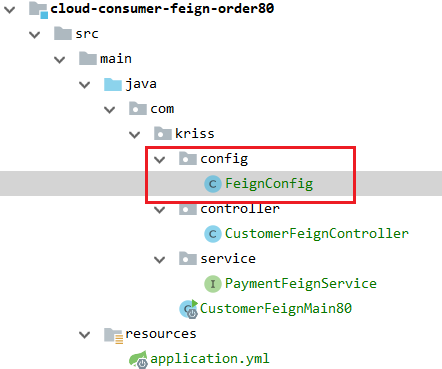 cloud-consumer-feign-order80
src
main
java
com
kriss
config
C FeignConfig
controller
C CustomerFeignController
service
I PaymentFeignService
CustomerFeignMain80
resources
application.yml